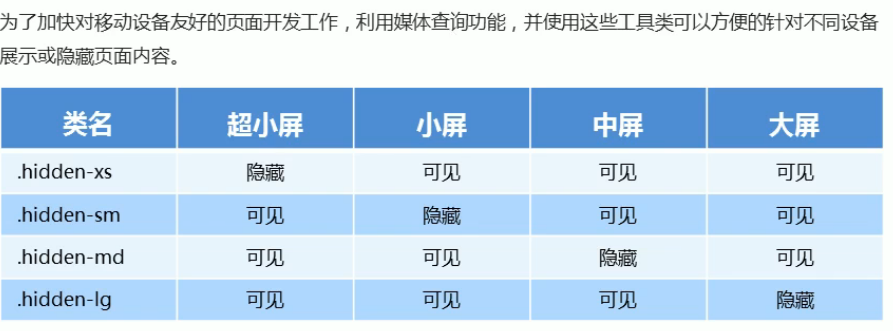 为了加快对移动设备友好的页面开发工作，利用媒体查询功能，并使用这些工具类可以方便的针对不同设备
展示或隐藏页面内容。
类名 超小屏 小屏 中屏 大屏
.hidden-xs 隐藏 可见 可见 可见
.hidden-sm 可见 隐藏 可见 可见
.hidden-md 可见 可见 隐藏 可见
.hidden-lg 可见 可见 可见 隐藏